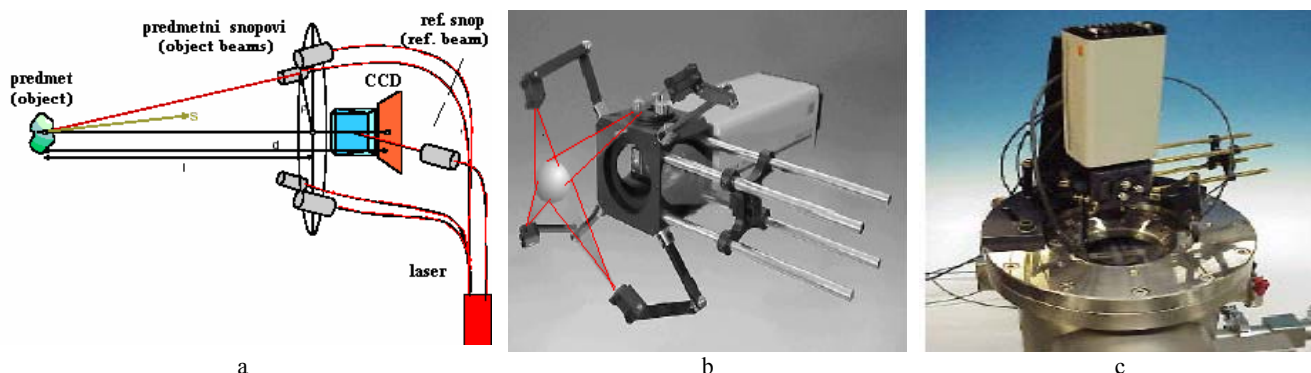 predmetni snopovi
(object beams)
ref. snop
(ref. beam)
predmet
(object)
CCD
S
d
l
laser
a
b
c